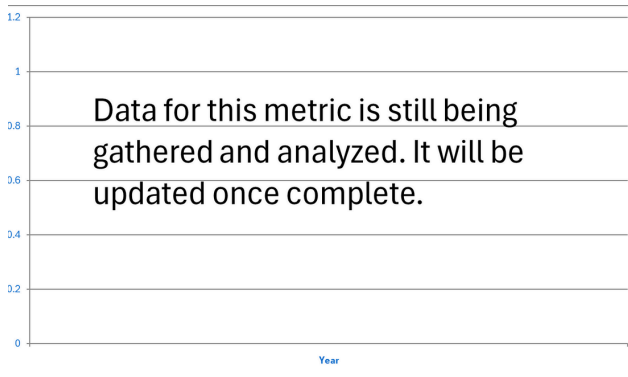 1.2
1
Data for this metric is still being
0.8
gathered and analyzed. It will be
0.6
updated once complete.
0.4
0.2
0
Year